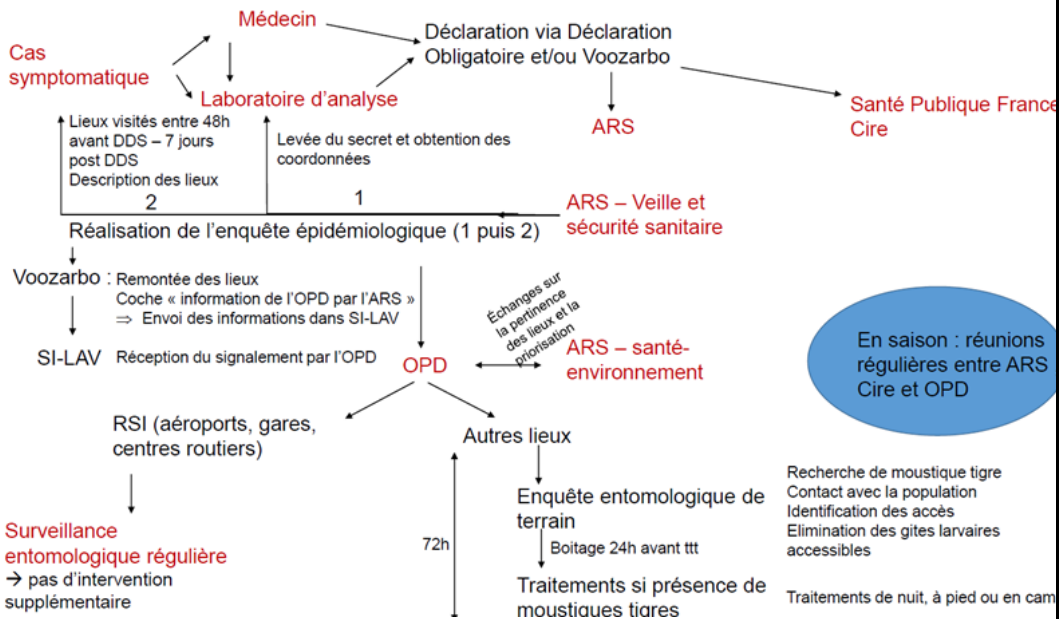 Médecin
Déclaration via Déclaration
Obligatoire et/ou Voozarbo
Cas
symptomatique
Laboratoire d'analyse
Santé Publique France
Cire
ARS
Lieux visités entre 48h
avant DDS – 7 jours
post DDS
Description des lieux
Levée du secret et obtention des
coordonnées
2
1
ARS – Veille et
sécurité sanitaire
Réalisation de l'enquête épidémiologique (1 puis 2)
Voozarbo : Remontée des lieux
Coche « information de l'OPD par l'ARS »
⇒ Envoi des informations dans SI-LAV
Échanges sur
la pertinence
des lieux et la
priorisation
SI-LAV Réception du signalement par l'OPD
OPD
ARS – santé-
environnement
En saison : réunions
régulières entre ARS
Cire et OPD
RSI (aéroports, gares,
centres routiers)
Autres lieux
Surveillance
entomologique régulière
→ pas d'intervention
supplémentaire
72h
Enquête entomologique de
terrain
Boitage 24h avant ttt
Traitements si présence de
moustiques tigres
Recherche de moustique tigre
Contact avec la population
Identification des accès
Elimination des gites larvaires
accessibles
Traitements de nuit, à pied ou en cam